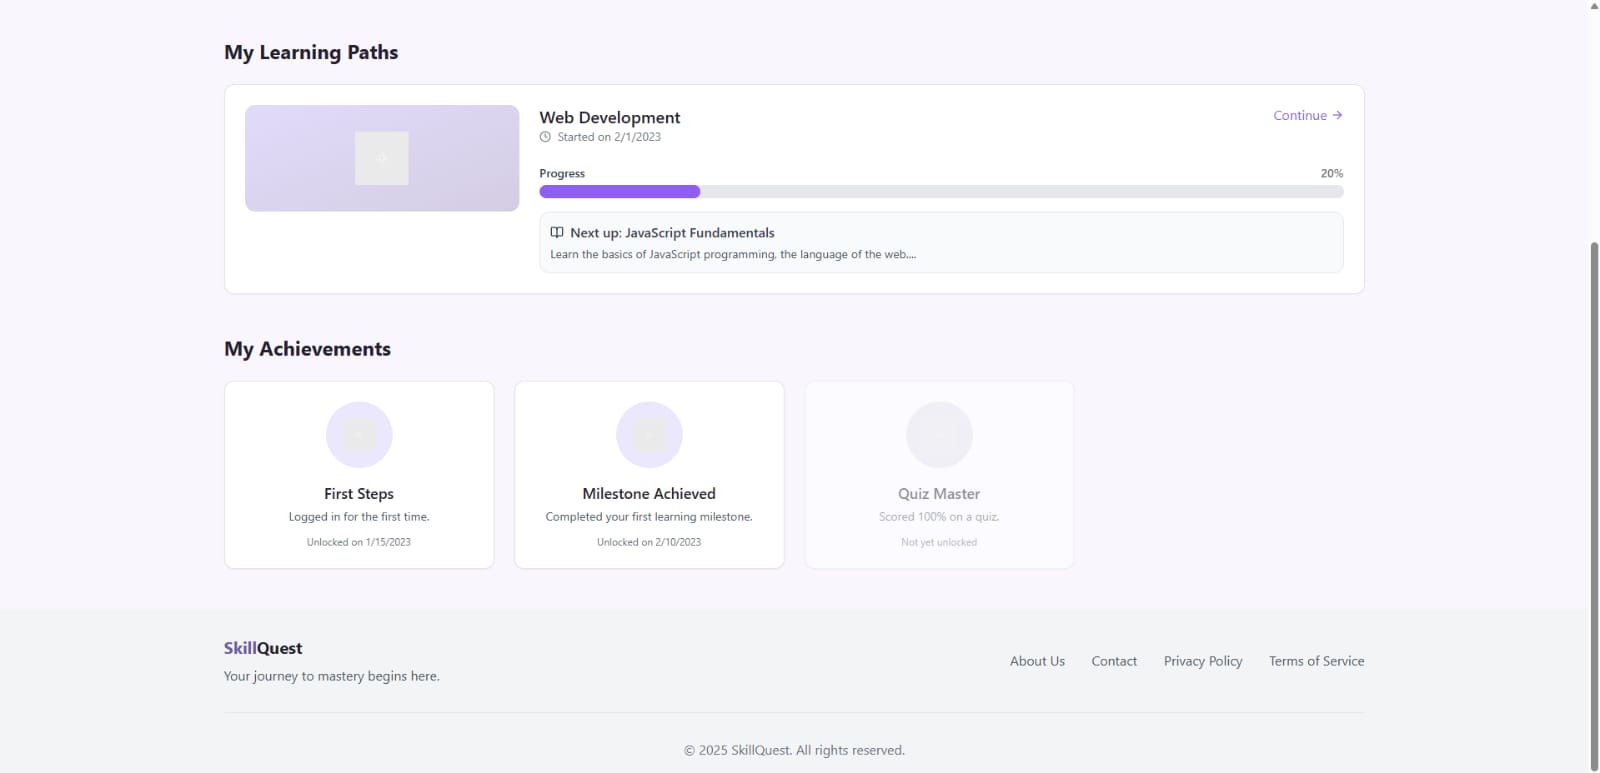 My Learning Paths
Web Development
Continue →
Started on 2/1/2023
Progress
20%
Next up: JavaScript Fundamentals
Learn the basics of JavaScript programming, the language of the web....
My Achievements
First Steps
Logged in for the first time.
Unlocked on 1/15/2023
Milestone Achieved
Completed your first learning milestone.
Unlocked on 2/10/2023
Quiz Master
Scored 100% on a quiz.
Not yet unlocked
SkillQuest
Your journey to mastery begins here.
About Us
Contact
Privacy Policy
Terms of Service
© 2025 SkillQuest. All rights reserved.